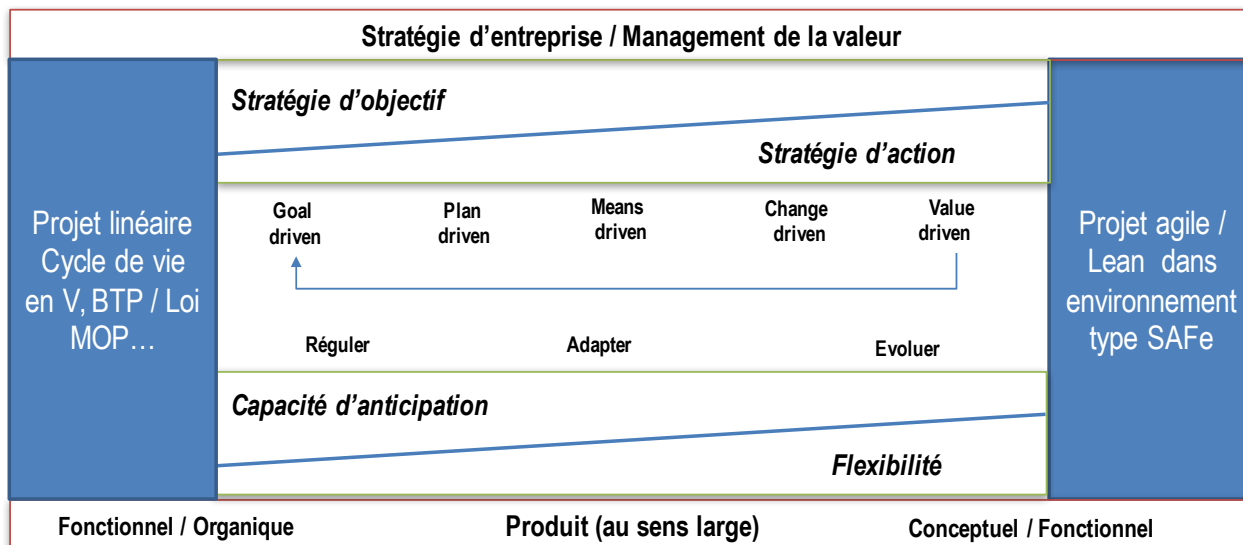 Stratégie d'entreprise / Management de la valeur
Stratégie d'objectif
Stratégie d'action
Projet linéaire
Cycle de vie
en V, BTP / Loi
MOP…
Goal
driven
Plan
driven
Means
driven
Change
driven
Value
driven
Projet agile /
Lean dans
environnement
type SAFe
Réguler
Adapter
Evoluer
Capacité d'anticipation
Flexibilité
Fonctionnel / Organique
Produit (au sens large)
Conceptuel / Fonctionnel